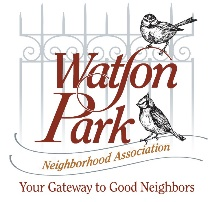 Watson
Park
Neighborhood Association
Your Gateway to Good Neighbors